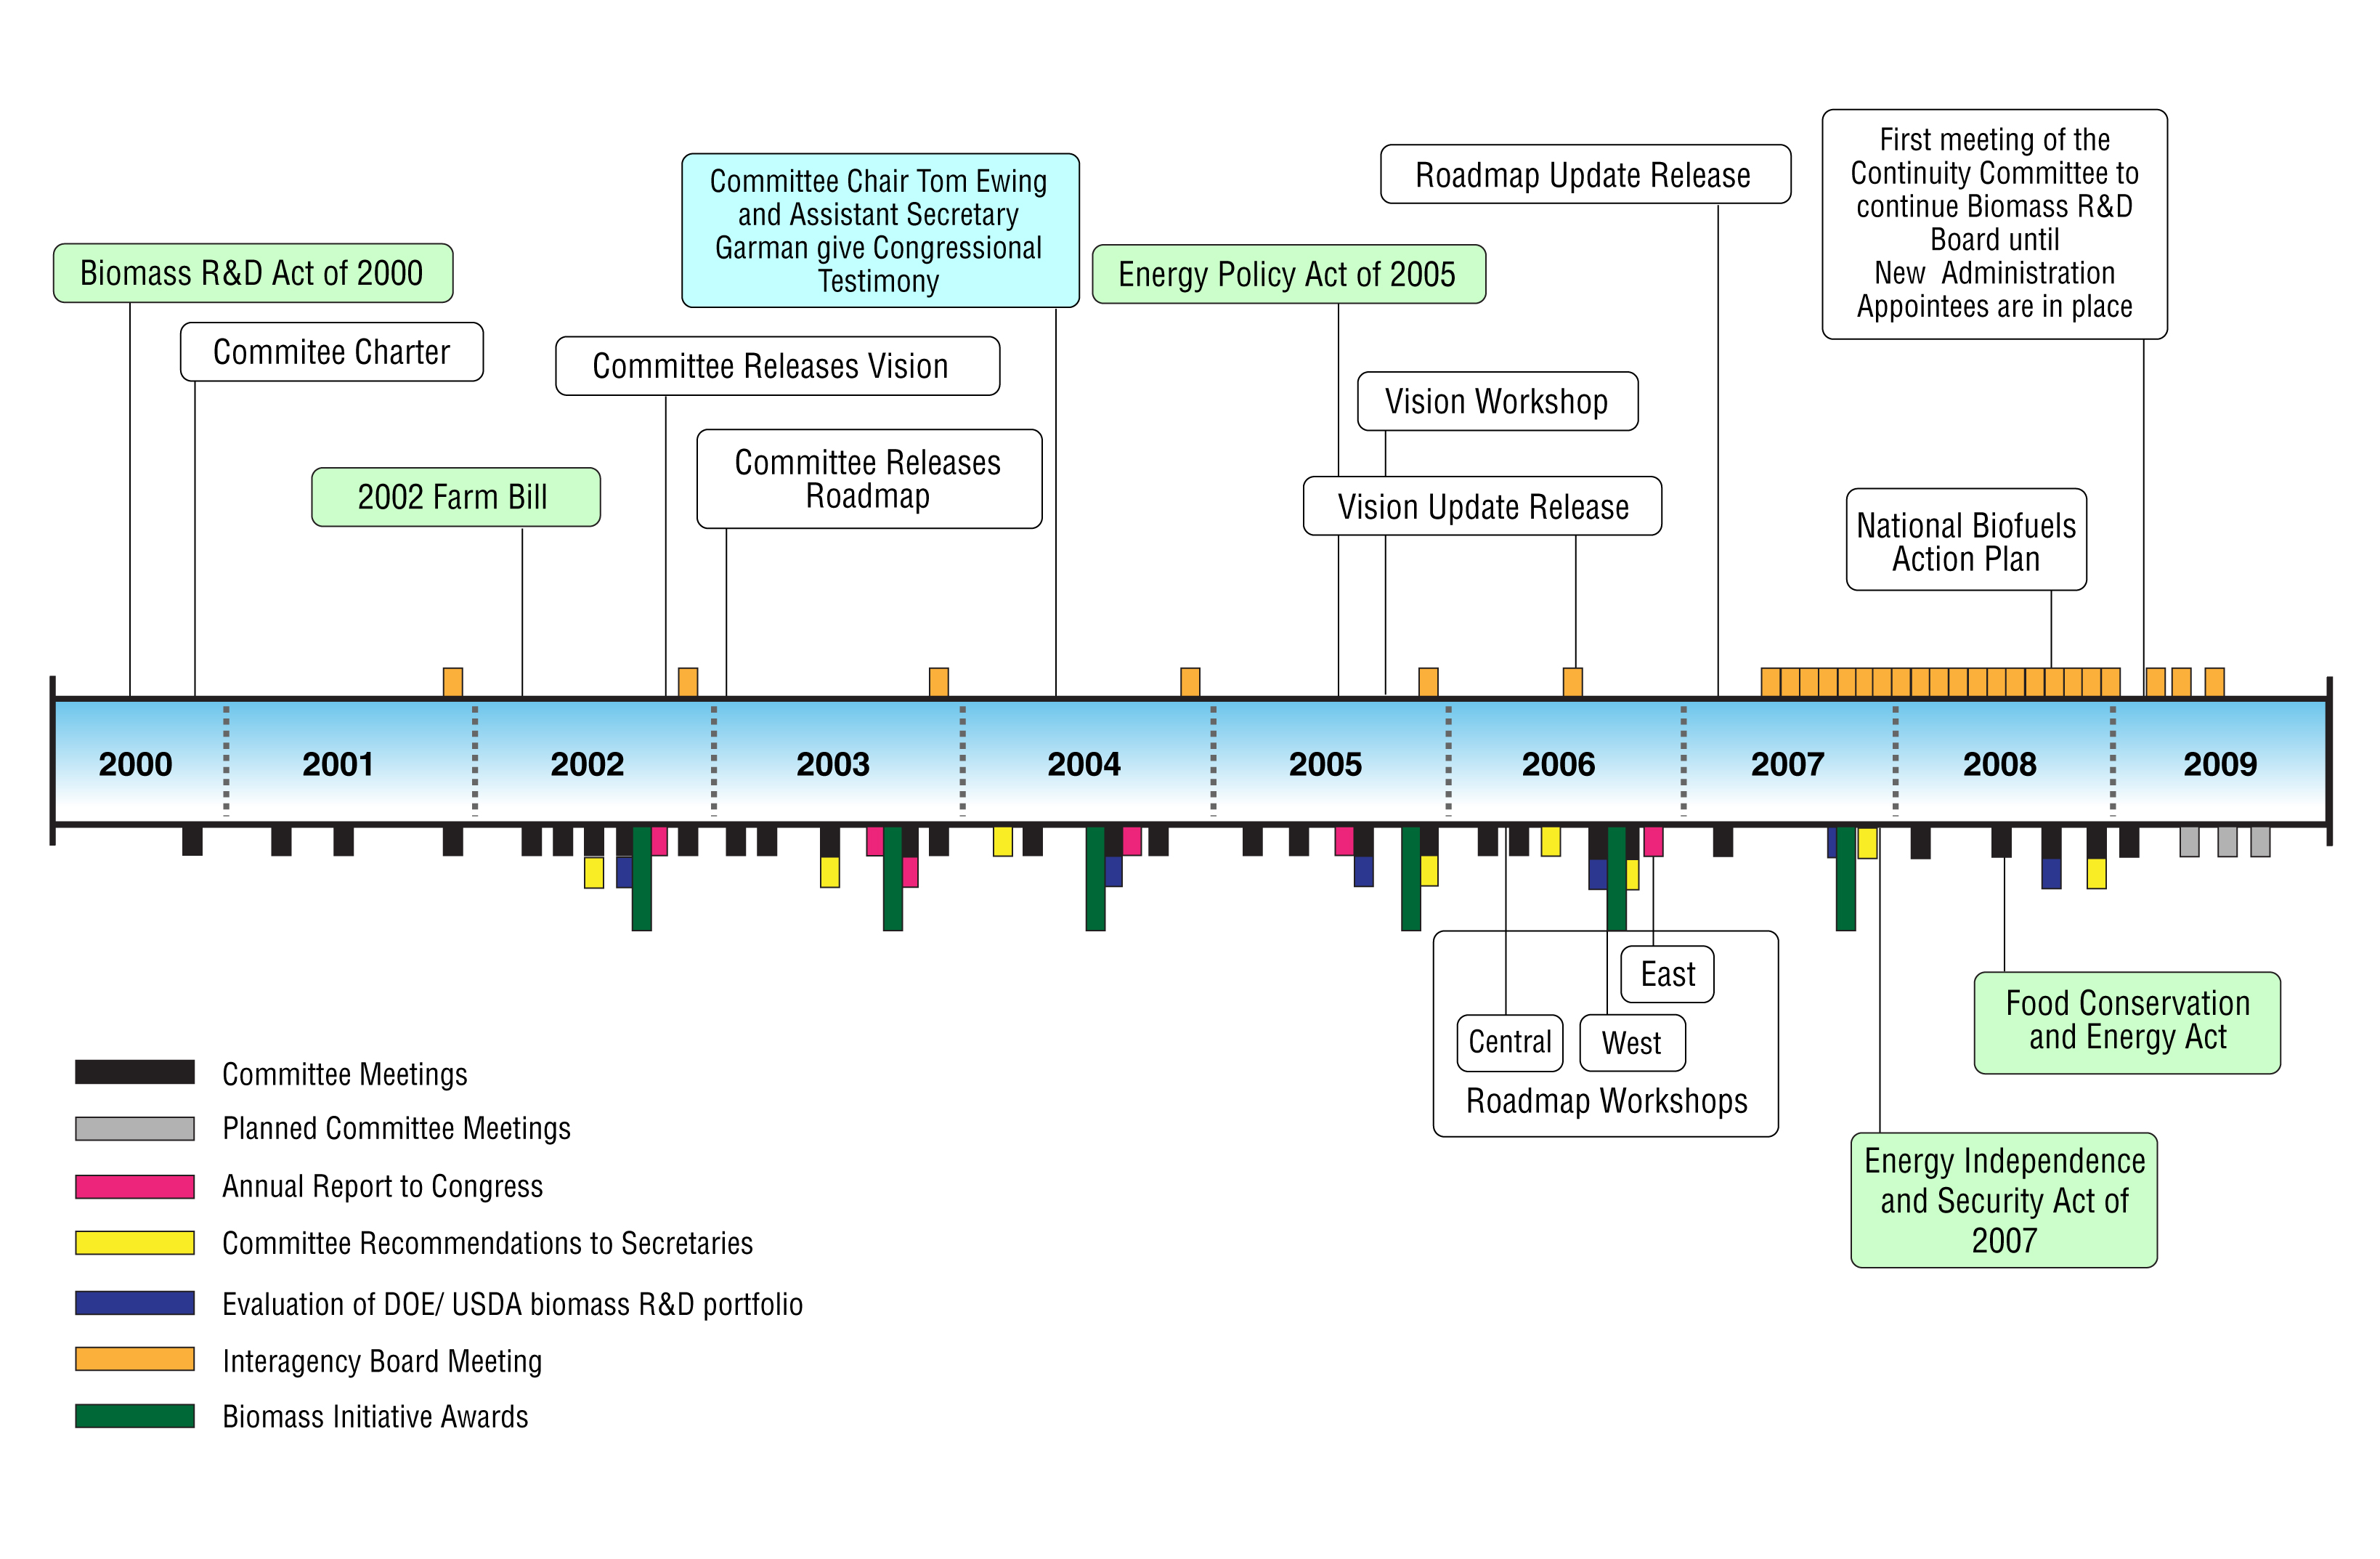 First meeting of the
Continuity Committee to
continue Biomass R&D
Board until
New  Administration
Appointees are in place
Roadmap Update Release
Committee Chair Tom Ewing
and Assistant Secretary
Garman give Congressional
Testimony
Biomass R&D Act of 2000
Energy Policy Act of 2005
Commitee Charter
Committee Releases Vision
Vision Workshop
Committee Releases
Roadmap
2002 Farm Bill
Vision Update Release
National Biofuels
Action Plan
2000
2001
2002
2003
2004
2005
2006
2007
2008
2009
East
Central
West
Roadmap Workshops
Food Conservation
and Energy Act
Energy Independence
and Security Act of
2007
Committee Meetings
Planned Committee Meetings
Annual Report to Congress
Committee Recommendations to Secretaries
Evaluation of DOE/ USDA biomass R&D portfolio
Interagency Board Meeting
Biomass Initiative Awards